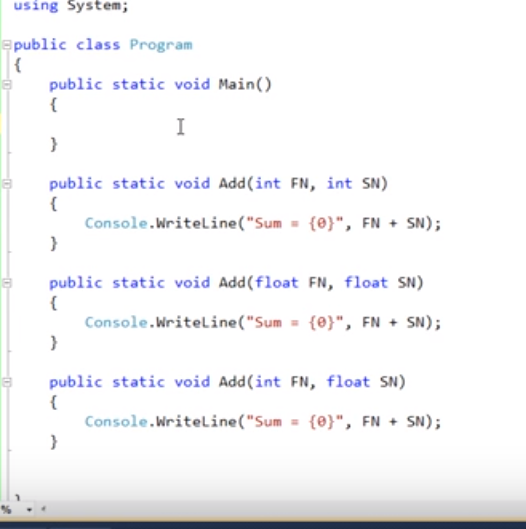 using System;
public class Program
{
public static void Main()
{
}
public static void Add(int FN, int SN)
{
Console.WriteLine("Sum = {0}", FN + SN);
}
public static void Add(float FN, float SN)
{
Console.WriteLine("Sum = {0}", FN + SN);
}
public static void Add(int FN, float SN)
{
Console.WriteLine("Sum = {0}", FN + SN);
}
}
%